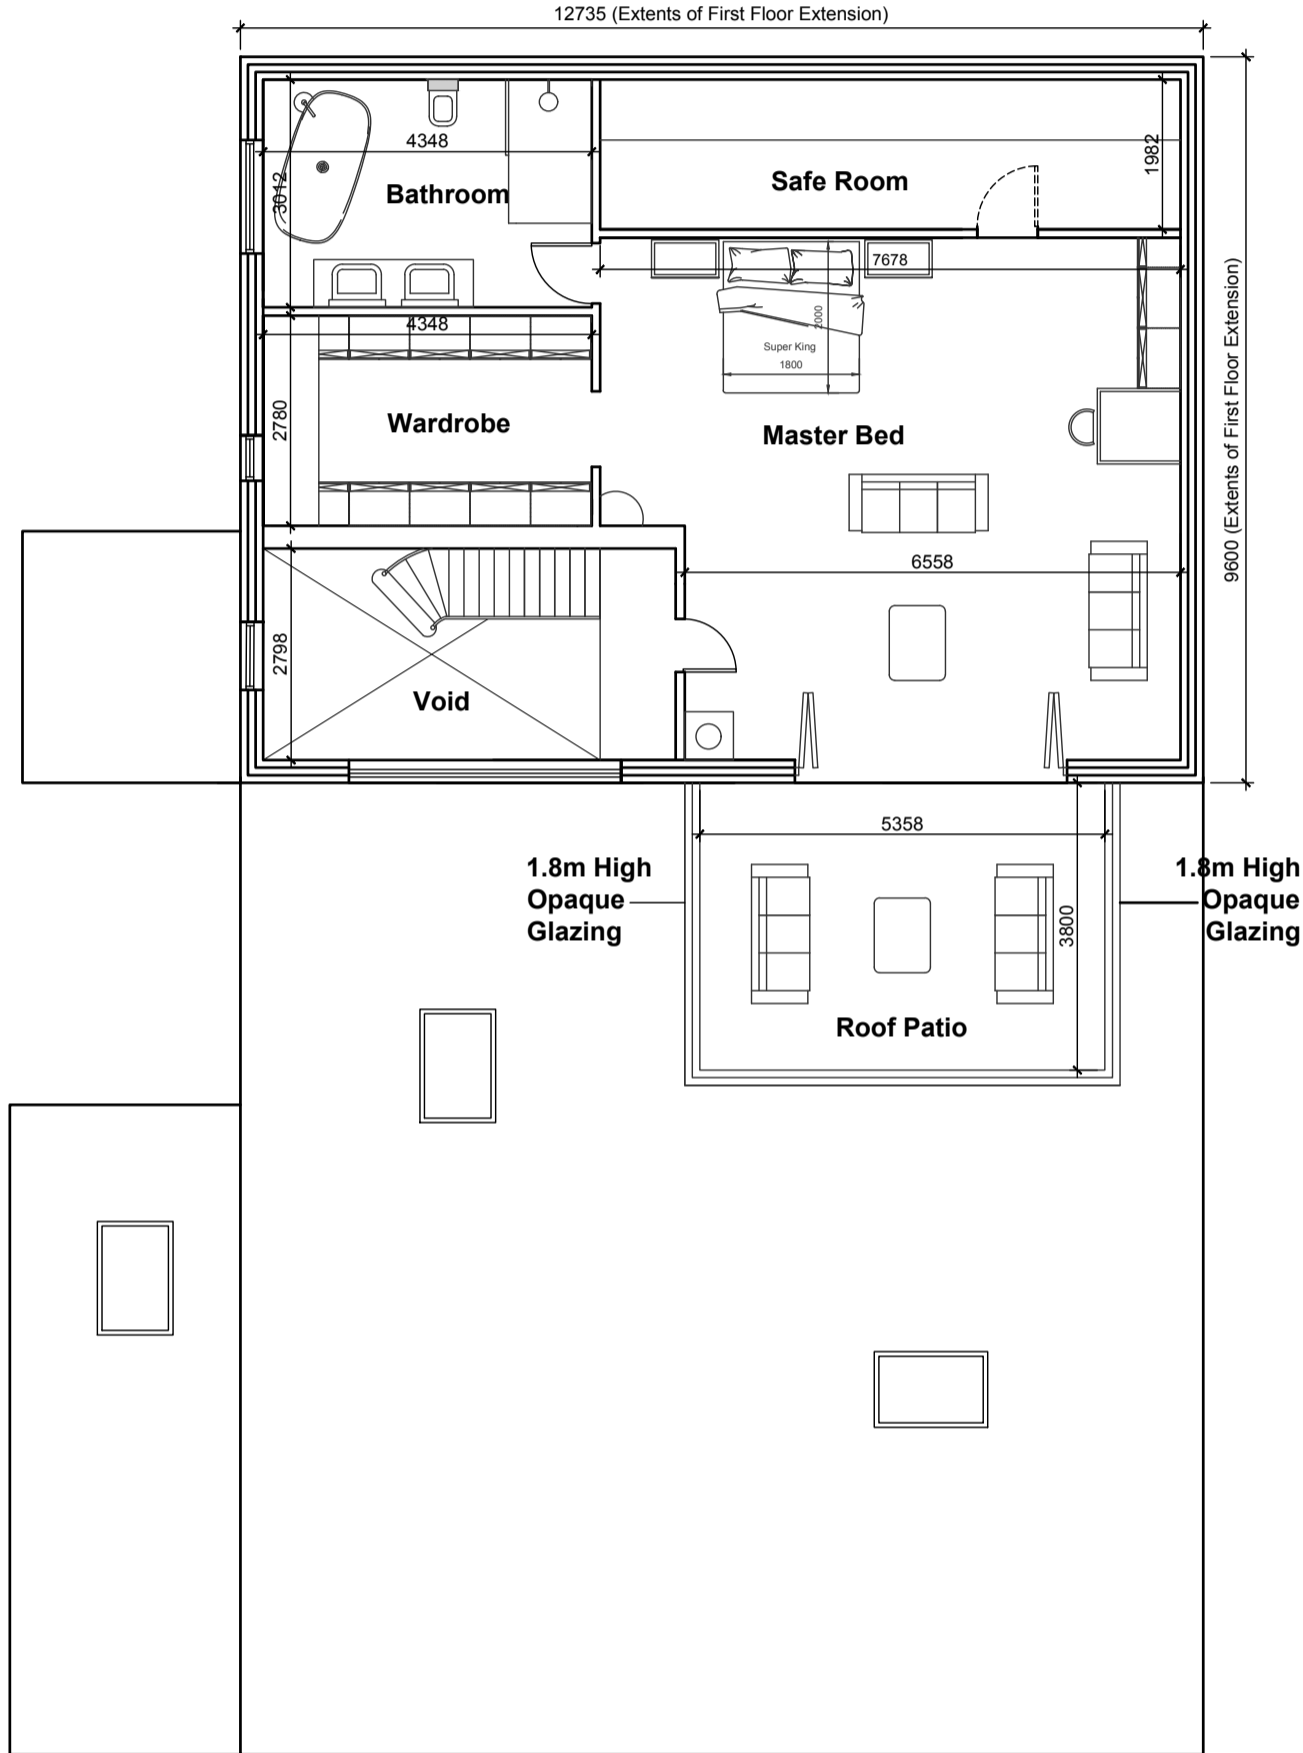 12735 (Extents of First Floor Extension)
4348
3012
Bathroom
Safe Room
1982
7678
2000
Super King
1800
4348
2780
Wardrobe
Master Bed
9600 (Extents of First Floor Extension)
6558
2798
Void
5358
1.8m High
Opaque
Glazing
3800
1.8m High
Opaque
Glazing
Roof Patio